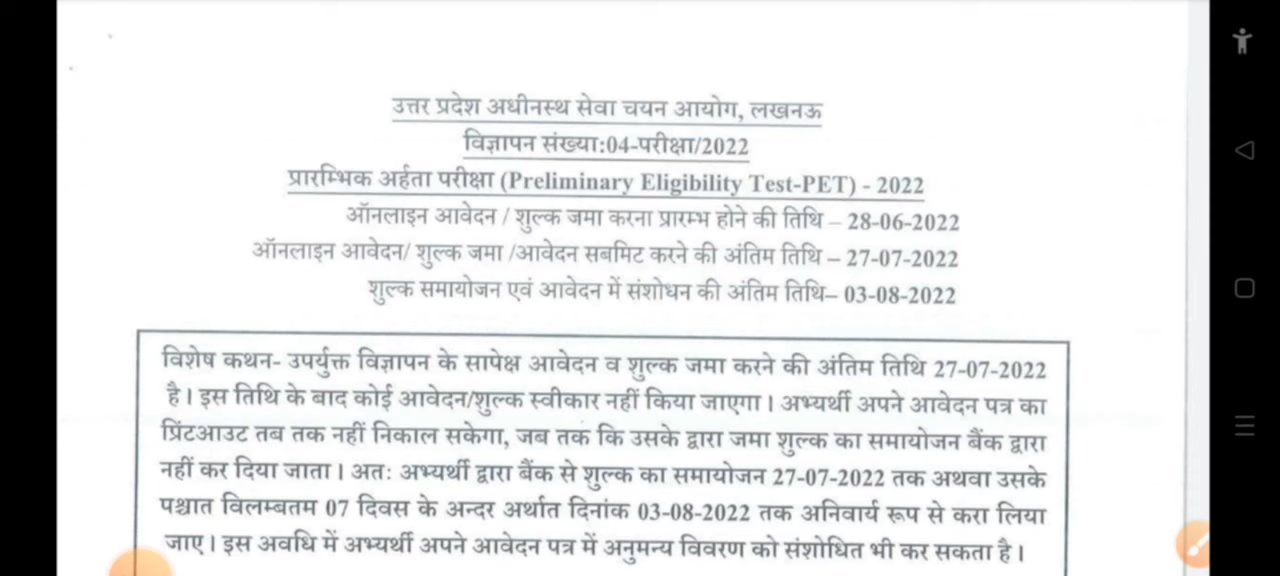 उत्तर प्रदेश अधीनस्थ सेवा चयन आयोग, लखनऊ
विज्ञापन संख्या:04-परीक्षा/2022
प्रारम्भिक अर्हता परीक्षा (Preliminary Eligibility Test-PET) - 2022
ऑनलाइन आवेदन / शुल्क जमा करना प्रारम्भ होने की तिथि – 28-06-2022
ऑनलाइन आवेदन/ शुल्क जमा /आवेदन सबमिट करने की अंतिम तिथि – 27-07-2022
शुल्क समायोजन एवं आवेदन में संशोधन की अंतिम तिथि– 03-08-2022
विशेष कथन- उपर्युक्त विज्ञापन के सापेक्ष आवेदन व शुल्क जमा करने की अंतिम तिथि 27-07-2022
है। इस तिथि के बाद कोई आवेदन/शुल्क स्वीकार नहीं किया जाएगा। अभ्यर्थी अपने आवेदन पत्र का
प्रिंटआउट तब तक नहीं निकाल सकेगा, जब तक कि उसके द्वारा जमा शुल्क का समायोजन बैंक द्वारा
नहीं कर दिया जाता। अतः अभ्यर्थी द्वारा बैंक से शुल्क का समायोजन 27-07-2022 तक अथवा उसके
पश्चात विलम्बतम 07 दिवस के अन्दर अर्थात दिनांक 03-08-2022 तक अनिवार्य रूप से करा लिया
जाए। इस अवधि में अभ्यर्थी अपने आवेदन पत्र में अनुमन्य विवरण को संशोधित भी कर सकता है।